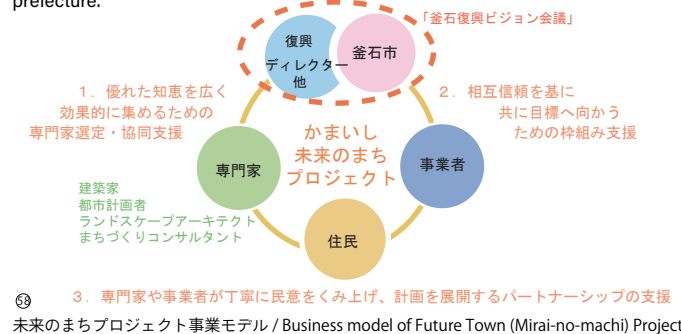 prefecture.
「釜石復興ビジョン会議」
復興
ディレクター
他
釜石市
1．優れた知恵を広く
効果的に集めるための
専門家選定・協同支援
2．相互信頼を基に
共に目標へ向かう
ための枠組み支援
かまいし
未来のまち
プロジェクト
専門家
事業者
建築家
都市計画者
ランドスケープアーキテクト
まちづくりコンサルタント
住民
3．専門家や事業者が丁寧に民意をくみ上げ、計画を展開するパートナーシップの支援
58
未来のまちプロジェクト事業モデル / Business model of Future Town (Mirai-no-machi) Project